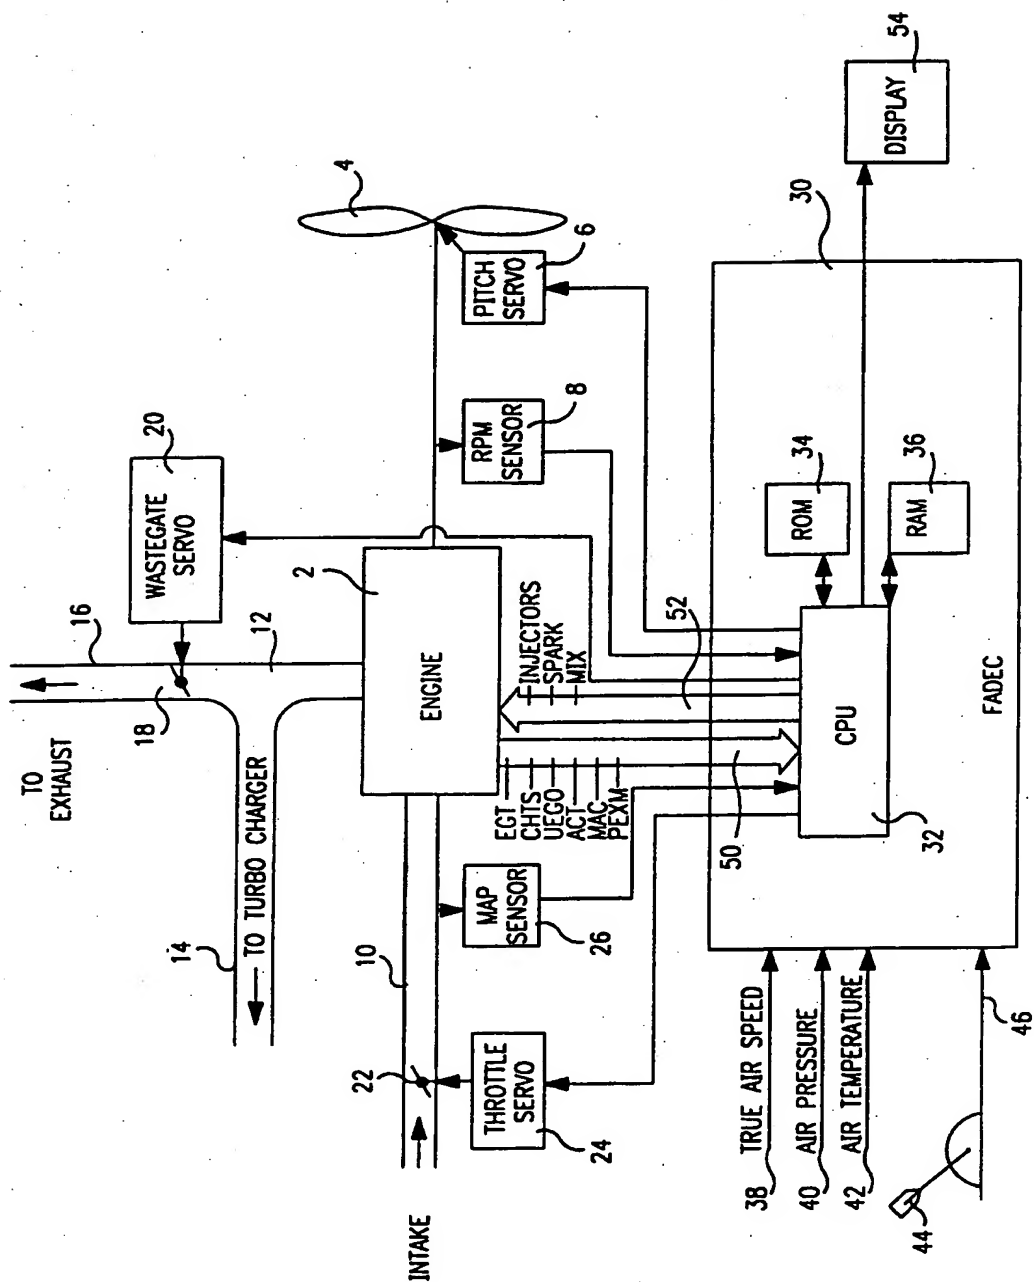 TO
EXHAUST
16
WASTEGATE
SERVO
20
18
12
14
TO TURBO CHARGER
ENGINE
2
4
10
INTAKE
22
THROTTLE
SERVO
24
MAP
SENSOR
26
EGT
CHTS
UEGO
ACT
MAC
PEXM
INJECTORS
SPARK
MIX
RPM
SENSOR
8
PITCH
SERVO
6
50
52
30
CPU
32
ROM
34
RAM
36
FADEC
DISPLAY
54
38
TRUE AIR SPEED
40
AIR PRESSURE
42
AIR TEMPERATURE
44
46